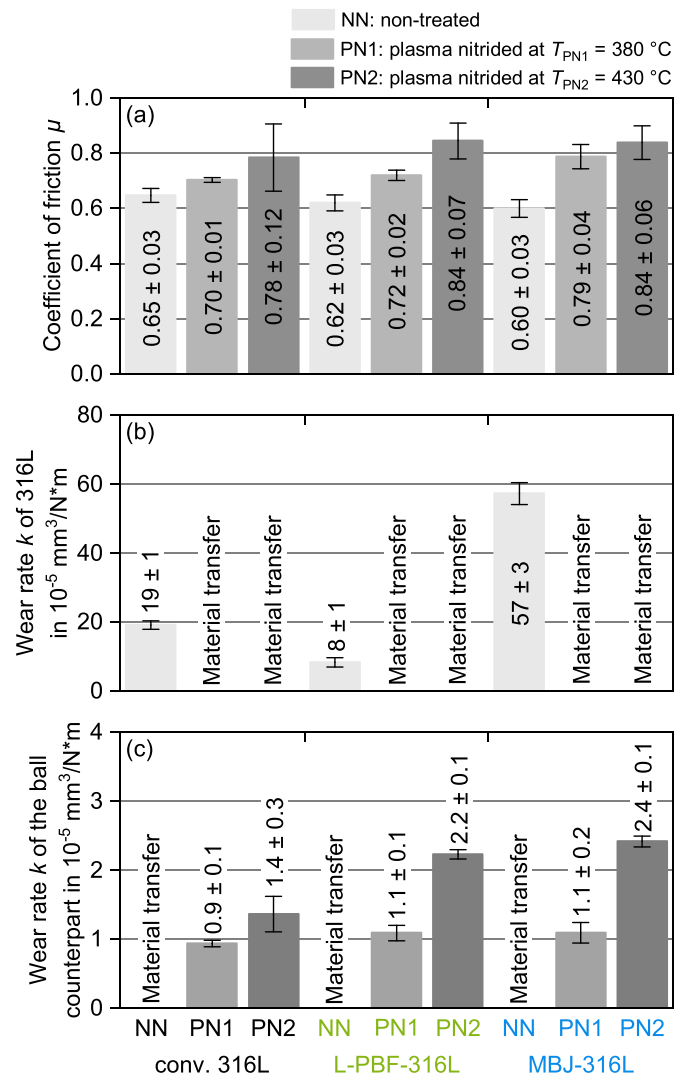 NN: non-treated
PN1: plasma nitrided at T_PN1 = 380 °C
PN2: plasma nitrided at T_PN2 = 430 °C
(a)
Coefficient of friction µ
1.0
0.8
0.6
0.4
0.2
0.0
0.65 ± 0.03
0.70 ± 0.01
0.78 ± 0.12
0.62 ± 0.03
0.72 ± 0.02
0.84 ± 0.07
0.60 ± 0.03
0.79 ± 0.04
0.84 ± 0.06
(b)
Wear rate k of 316L
in 10⁻⁵ mm³/N*m
80
60
40
20
0
19 ± 1
Material transfer
Material transfer
8 ± 1
Material transfer
Material transfer
57 ± 3
Material transfer
Material transfer
(c)
Wear rate k of the ball
counterpart in 10⁻⁵ mm³/N*m
4
3
2
1
0
Material transfer
0.9 ± 0.1
1.4 ± 0.3
Material transfer
1.1 ± 0.1
2.2 ± 0.1
Material transfer
1.1 ± 0.2
2.4 ± 0.1
NN PN1 PN2 NN PN1 PN2 NN PN1 PN2
conv. 316L L-PBF-316L MBJ-316L